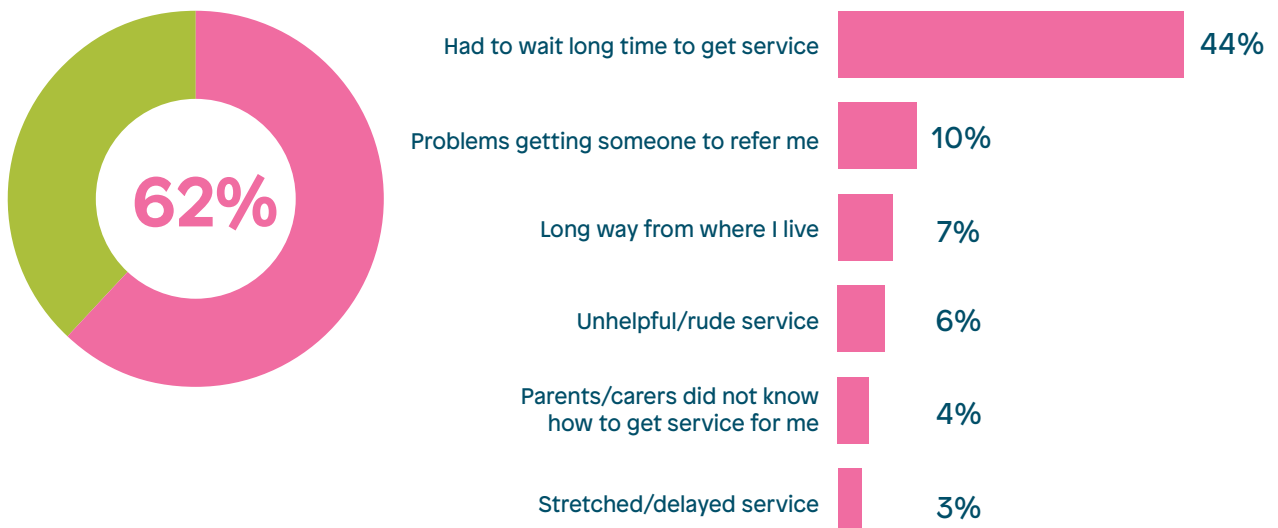 62%
Had to wait long time to get service
44%
Problems getting someone to refer me
10%
Long way from where I live
7%
Unhelpful/rude service
6%
Parents/carers did not know
how to get service for me
4%
Stretched/delayed service
3%